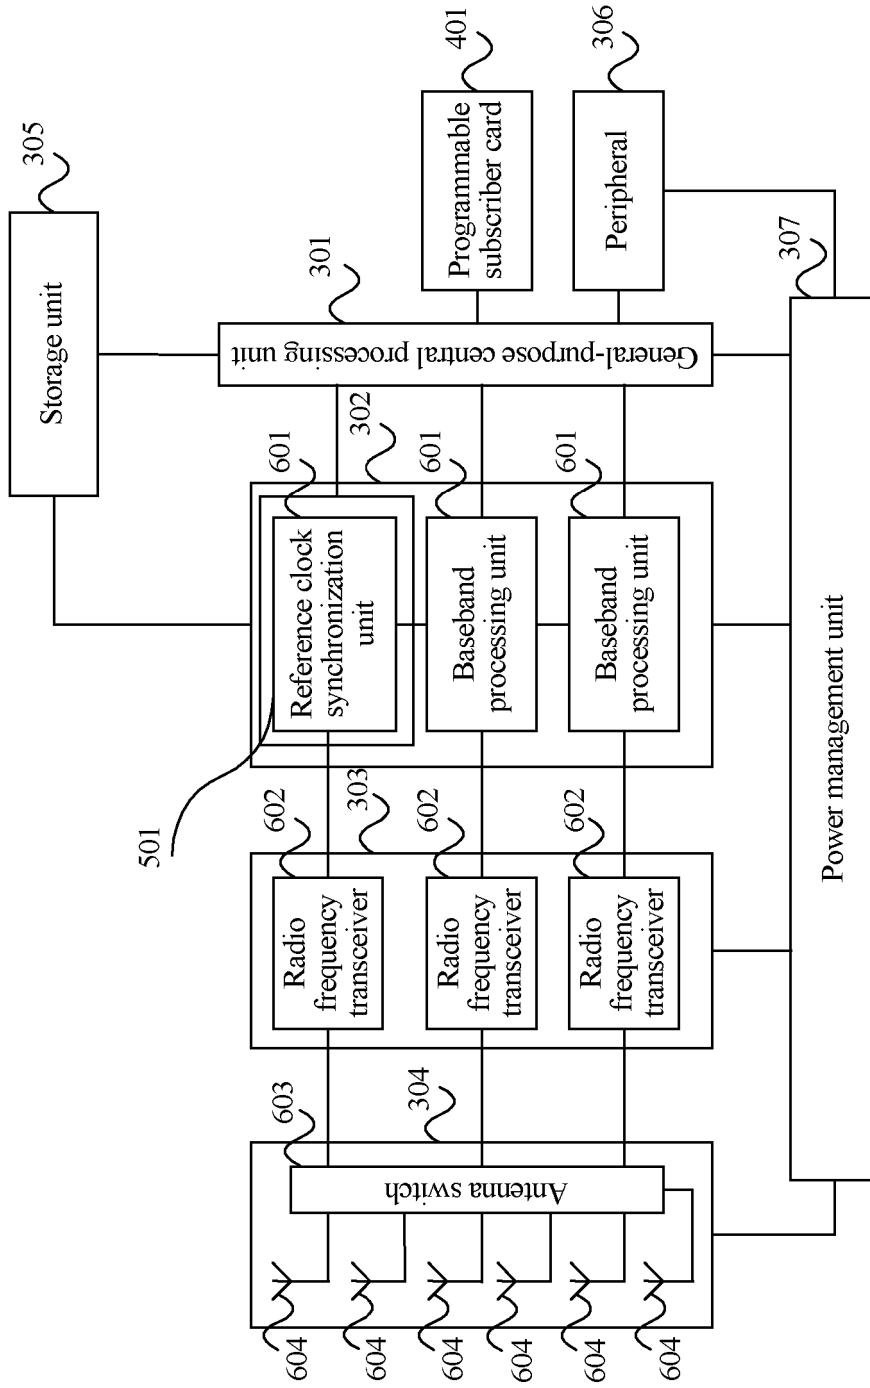 305
Storage unit
301
General-purpose central processing
unit
401
Programmable
subscriber card
306
Peripheral
307
Power management unit
302
601
Reference clock
synchronization
unit
501
601
Baseband
processing unit
601
Baseband
processing unit
303
602
Radio
frequency
transceiver
602
Radio
frequency
transceiver
602
Radio
frequency
transceiver
304
603
Antenna switch
604
604
604
604
604
604